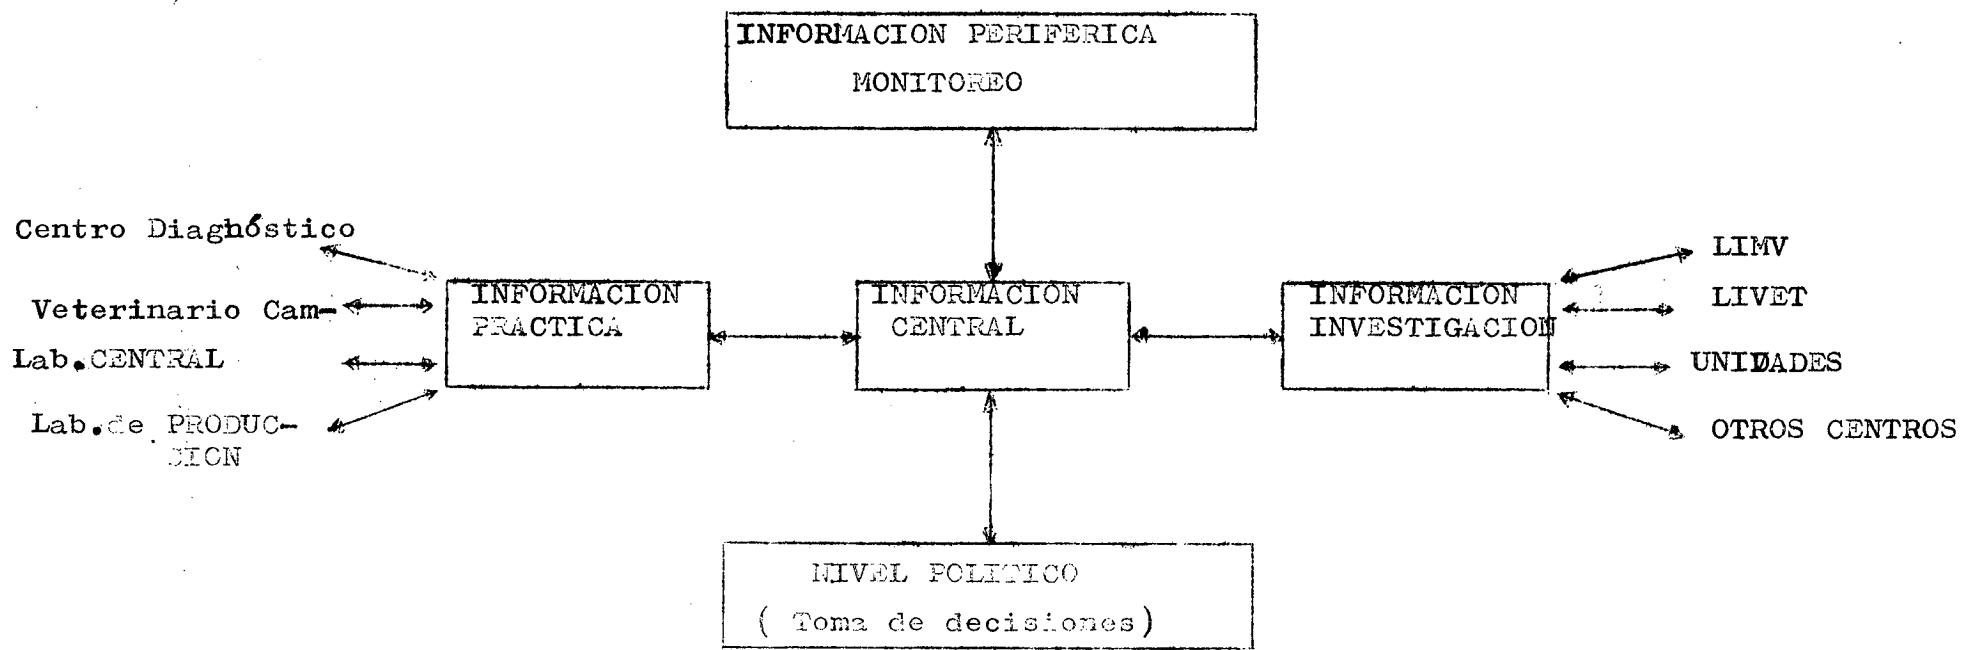 INFORMACION PERIFERICA
MONITOREO
Centro Diagnóstico
Veterinario Cam-
Lab.CENTRAL
Lab.de PRODUC-
CION
INFORMACION
PRACTICA
INFORMACION
CENTRAL
INFORMACION
INVESTIGACION
LIMV
LIVET
UNIDADES
OTROS CENTROS
NIVEL POLITICO
( Toma de decisiones)